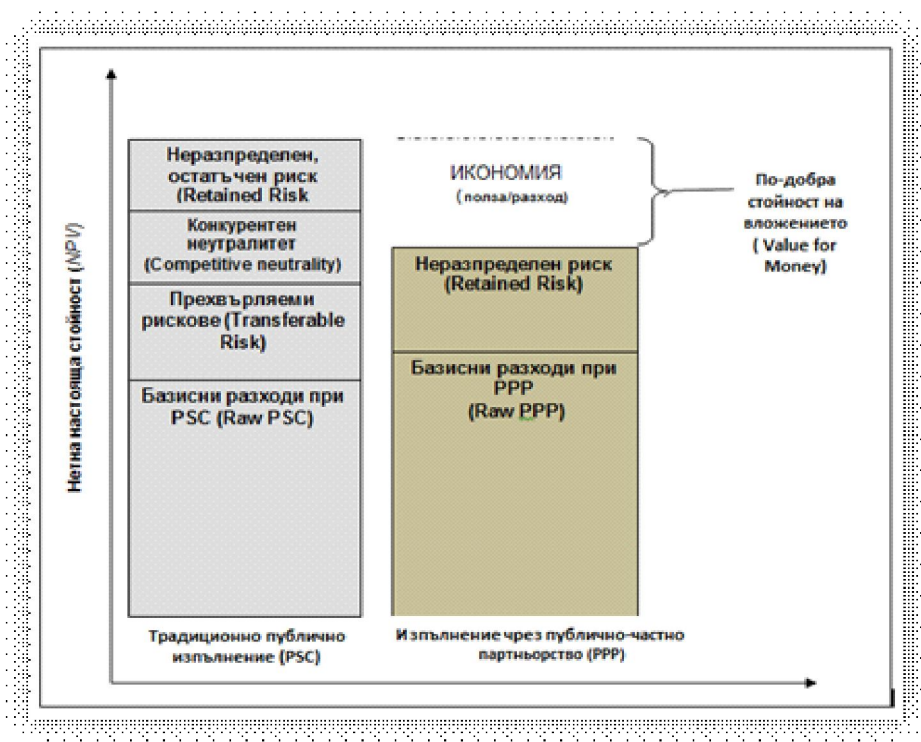 Нетна настояща стойност (NPV)
Неразпределен,
остатъчен риск
(Retained Risk
Конкурентен
неутралитет
(Competitive neutrality)
Прехвърляеми
рискове (Transferable
Risk)
Базисни разходи при
PSC (Raw PSC)
Традиционно публично
изпълнение (PSC)
ИКОНОМИЯ
(полза/разход)
Неразпределен риск
(Retained Risk)
Базисни разходи при
PPP
(Raw PPP)
Изпълнение чрез публично-частно
партньорство (PPP)
По-добра
стойност на
вложението
( Value for
Money)